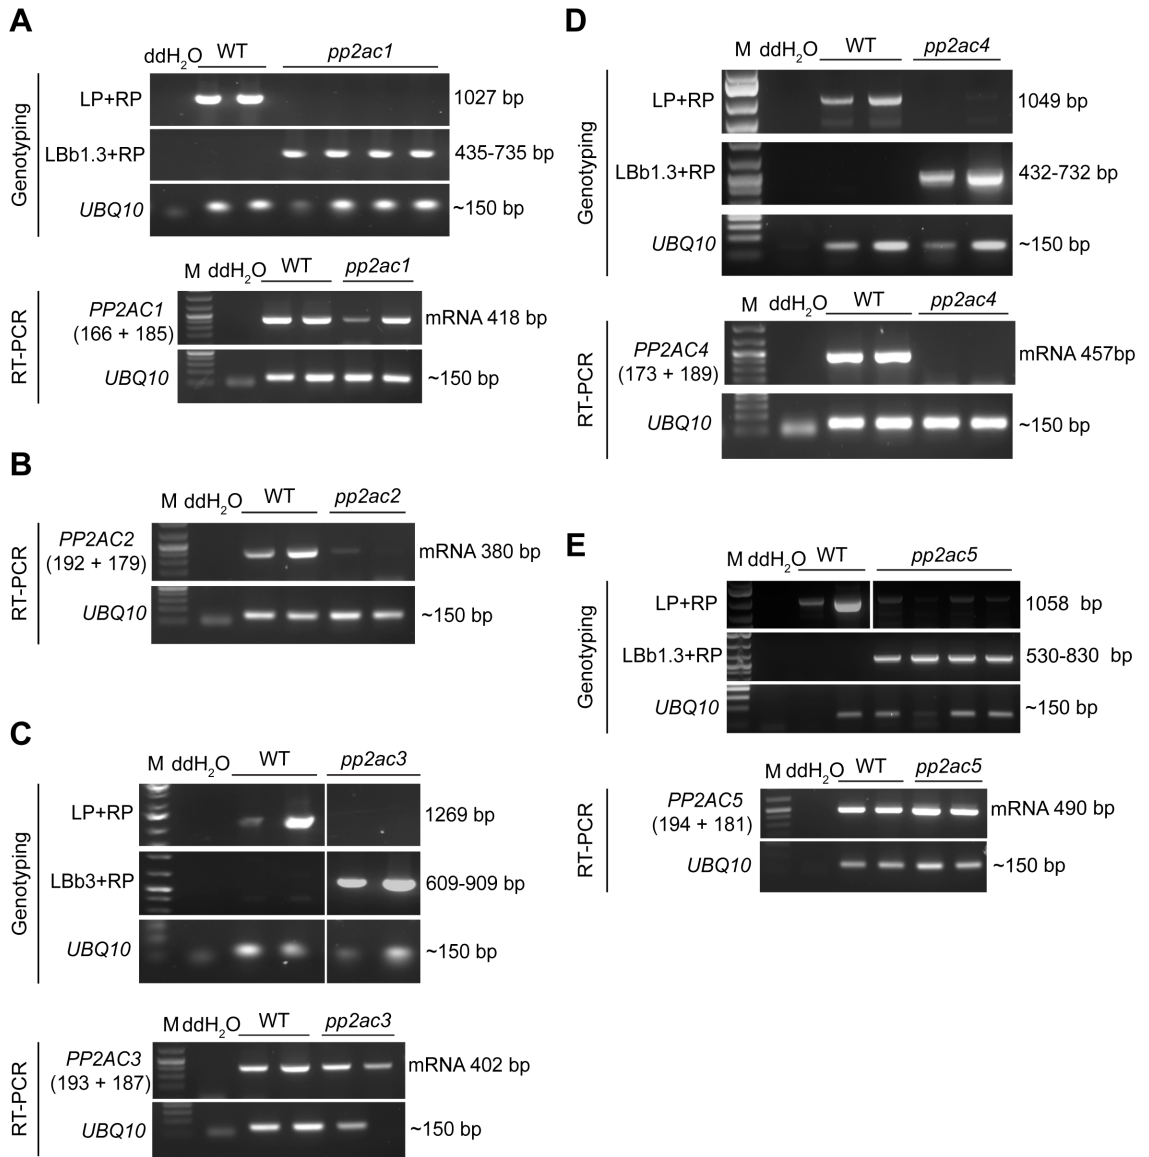 A
ddH2O WT pp2ac1
Genotyping
LP+RP 1027 bp
LBb1.3+RP 435-735 bp
UBQ10 ~150 bp
M ddH2O WT pp2ac1
RT-PCR
PP2AC1 mRNA 418 bp
(166 + 185)
UBQ10 ~150 bp
B
M ddH2O WT pp2ac2
RT-PCR
PP2AC2 mRNA 380 bp
(192 + 179)
UBQ10 ~150 bp
C
M ddH2O WT pp2ac3
Genotyping
LP+RP 1269 bp
LBb3+RP 609-909 bp
UBQ10 ~150 bp
M ddH2O WT pp2ac3
RT-PCR
PP2AC3 mRNA 402 bp
(193 + 187)
UBQ10 ~150 bp
D
M ddH2O WT pp2ac4
Genotyping
LP+RP 1049 bp
LBb1.3+RP 432-732 bp
UBQ10 ~150 bp
M ddH2O WT pp2ac4
RT-PCR
PP2AC4 mRNA 457bp
(173 + 189)
UBQ10 ~150 bp
E
M ddH2O WT pp2ac5
Genotyping
LP+RP 1058 bp
LBb1.3+RP 530-830 bp
UBQ10 ~150 bp
M ddH2O WT pp2ac5
RT-PCR
PP2AC5 mRNA 490 bp
(194 + 181)
UBQ10 ~150 bp